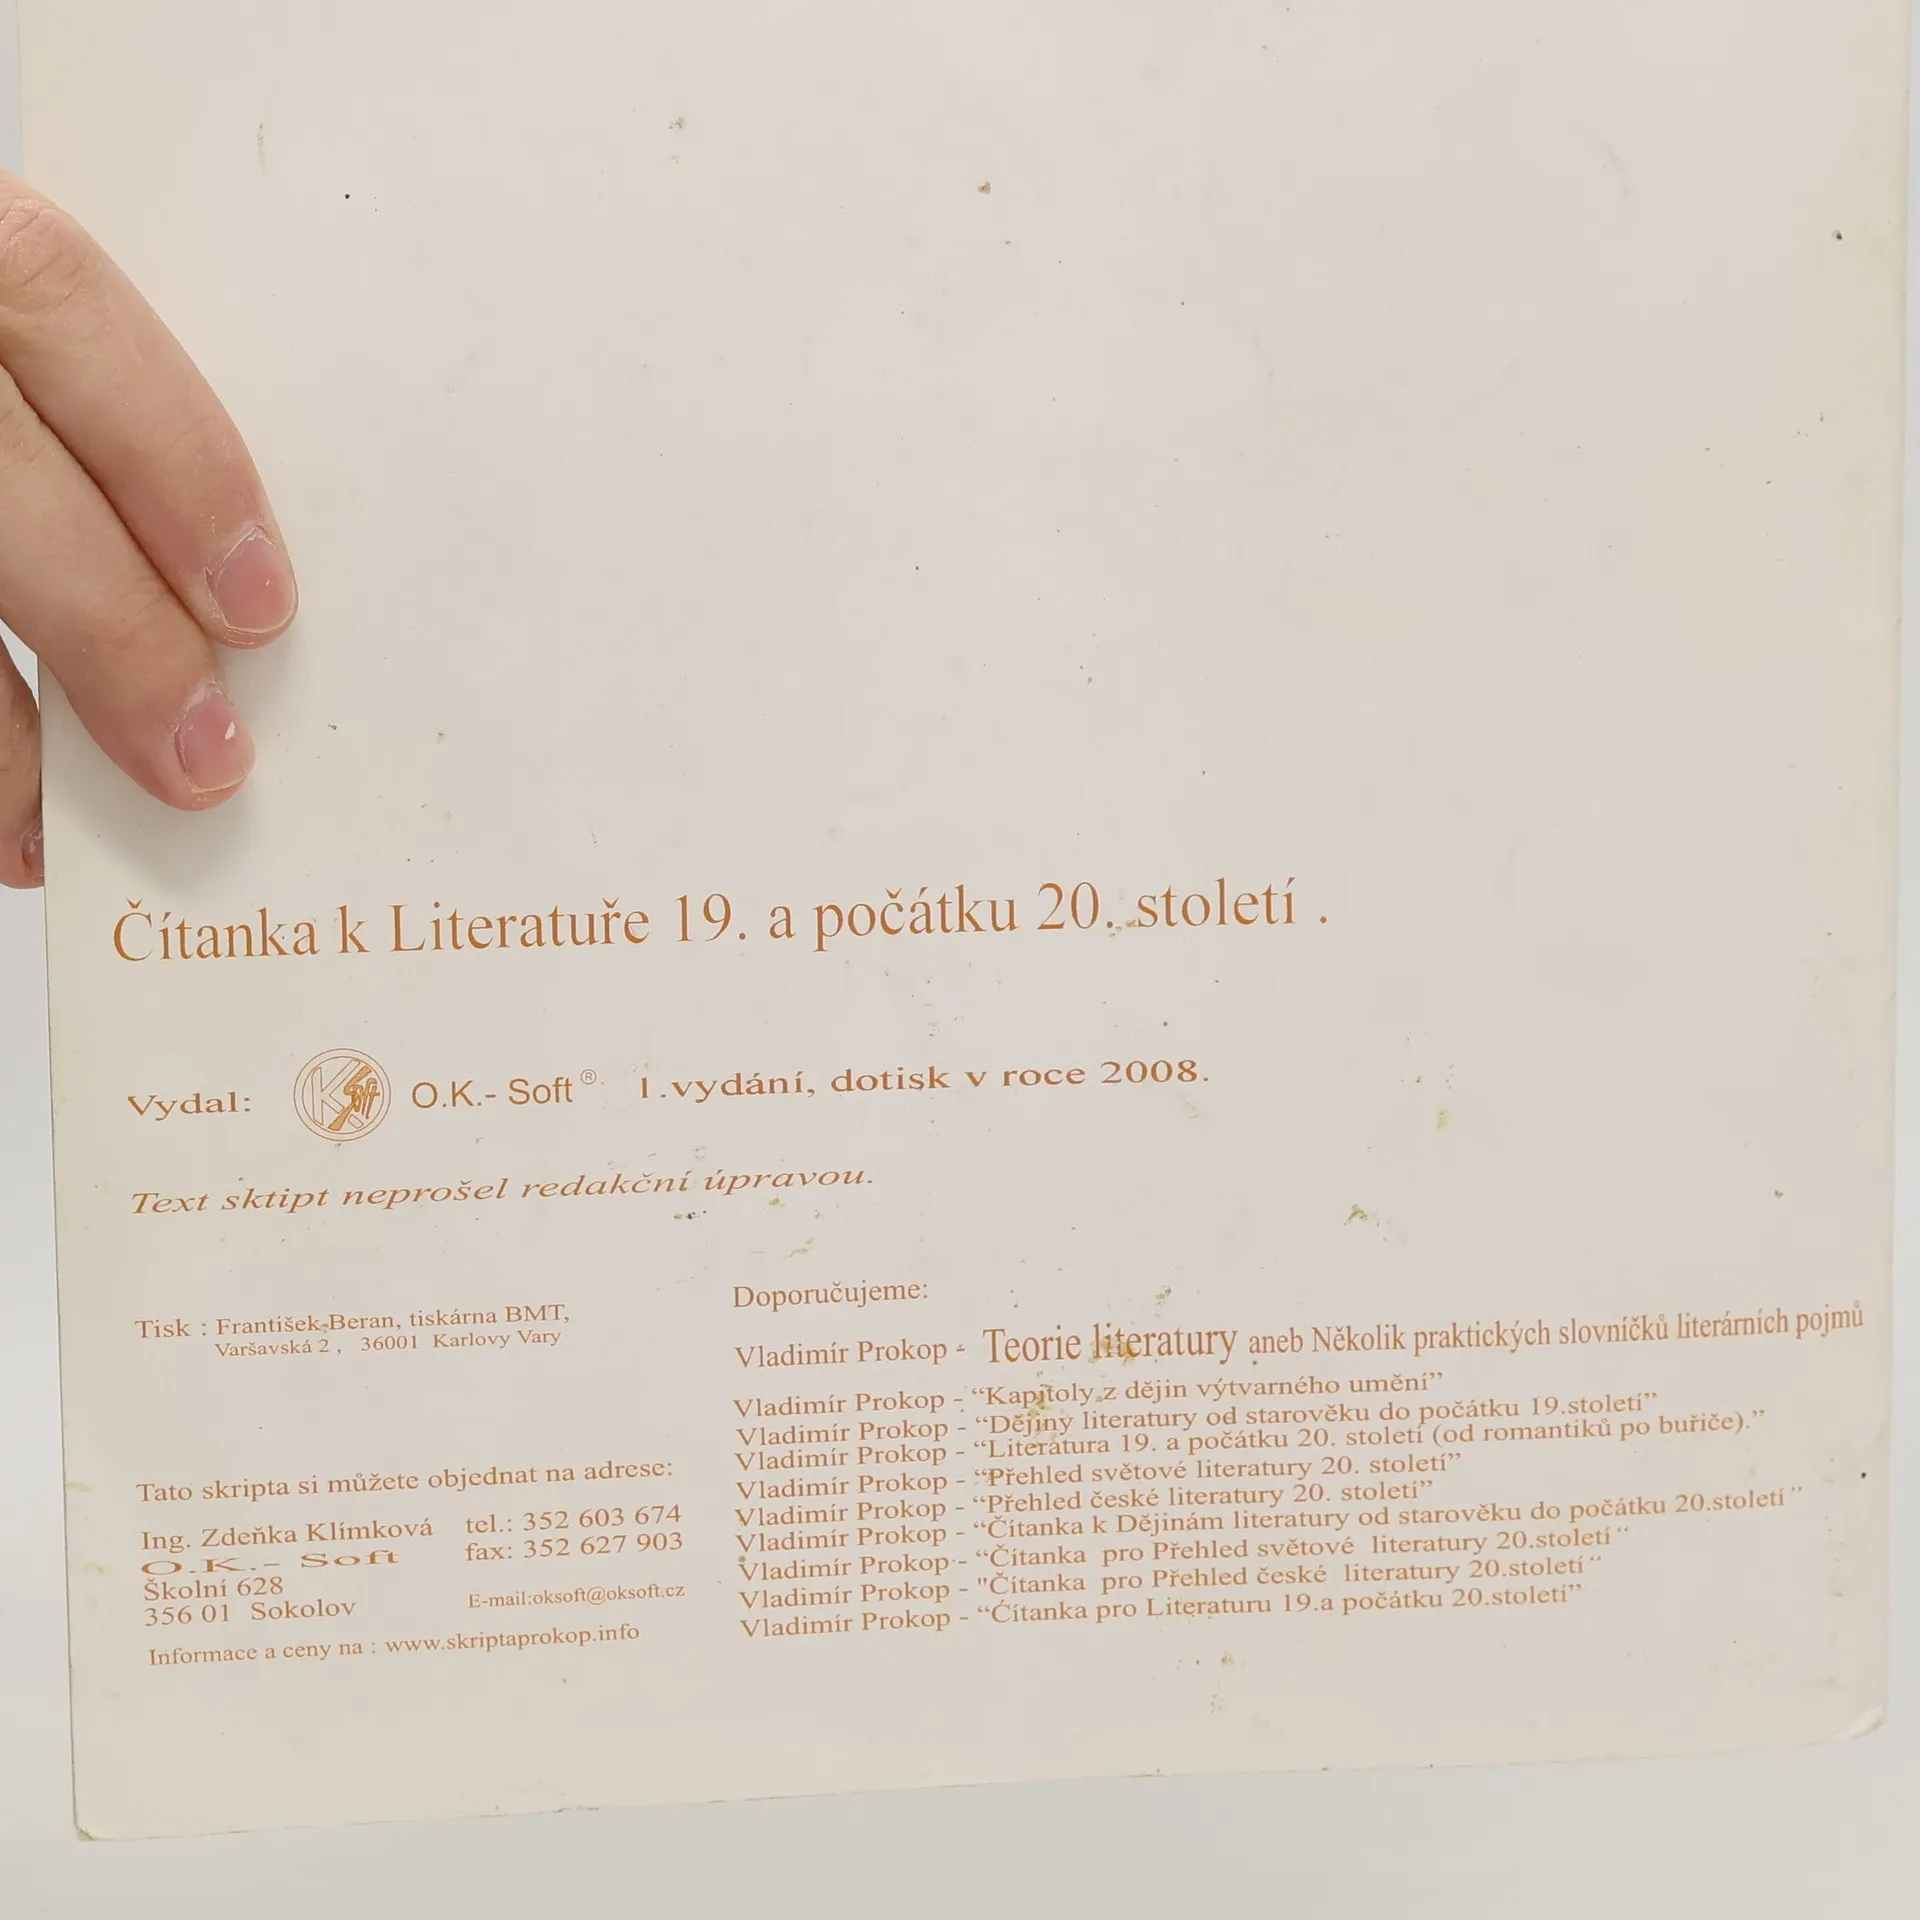 Čítanka k Literatuře 19. a počátku 20. století .
Vydal: K Soft O.K.- Soft ® 1.vydání, dotisk v roce 2008.
Text sktipt neprošel redakční úpravou.
Tisk : František Beran, tiskárna BMT,
Varšavská 2 , 36001 Karlovy Vary
Tato skripta si můžete objednat na adrese:
Ing. Zdeňka Klímková tel.: 352 603 674
O.K.- Soft fax: 352 627 903
Školní 628
356 01 Sokolov E-mail:oksoft@oksoft.cz
Informace a ceny na : www.skriptaprokop.info
Doporučujeme:
Vladimír Prokop - Teorie literatury aneb Několik praktických slovníčků literárních pojmů
Vladimír Prokop - “Kapitoly z dějin výtvarného umění”
Vladimír Prokop - “Dějiny literatury od starověku do počátku 19.století”
Vladimír Prokop - “Literatura 19. a počátku 20. století (od romantiků po buřiče).”
Vladimír Prokop - “Přehled světové literatury 20. století”
Vladimír Prokop - “Přehled české literatury 20. století”
Vladimír Prokop - “Čítanka k Dějinám literatury od starověku do počátku 20.století ”
Vladimír Prokop - “Čítanka pro Přehled světové literatury 20.století “
Vladimír Prokop - "Čítanka pro Přehled české literatury 20.století “
Vladimír Prokop - “Čítanka pro Literaturu 19.a počátku 20.století”